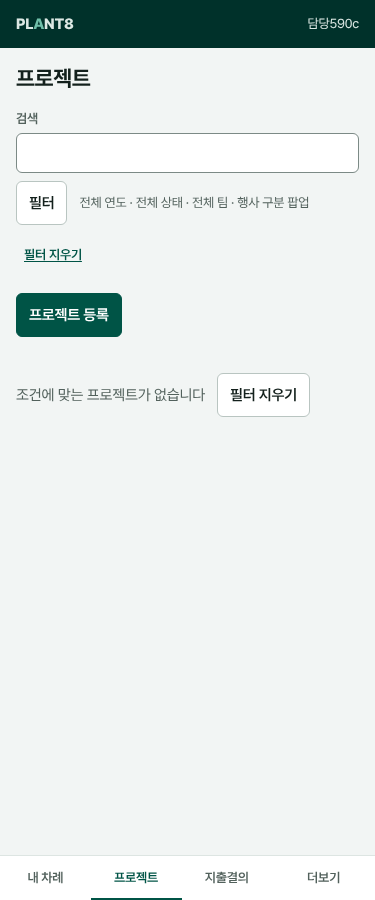 PLANT8 담당590c
프로젝트
검색
필터 전체 연도 · 전체 상태 · 전체 팀 · 행사 구분 팝업
필터 지우기
프로젝트 등록
조건에 맞는 프로젝트가 없습니다 필터 지우기
내 차례 프로젝트 지출결의 더보기